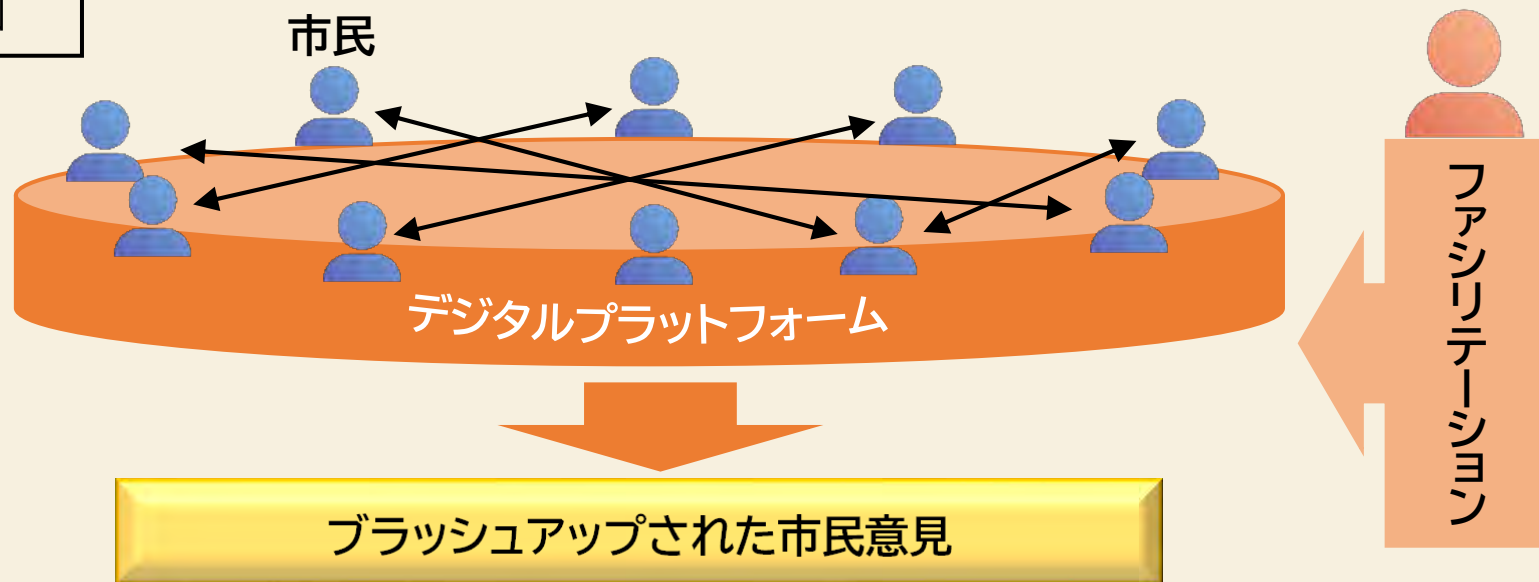 市民
デジタルプラットフォーム
ファシリテーション
ブラッシュアップされた市民意見